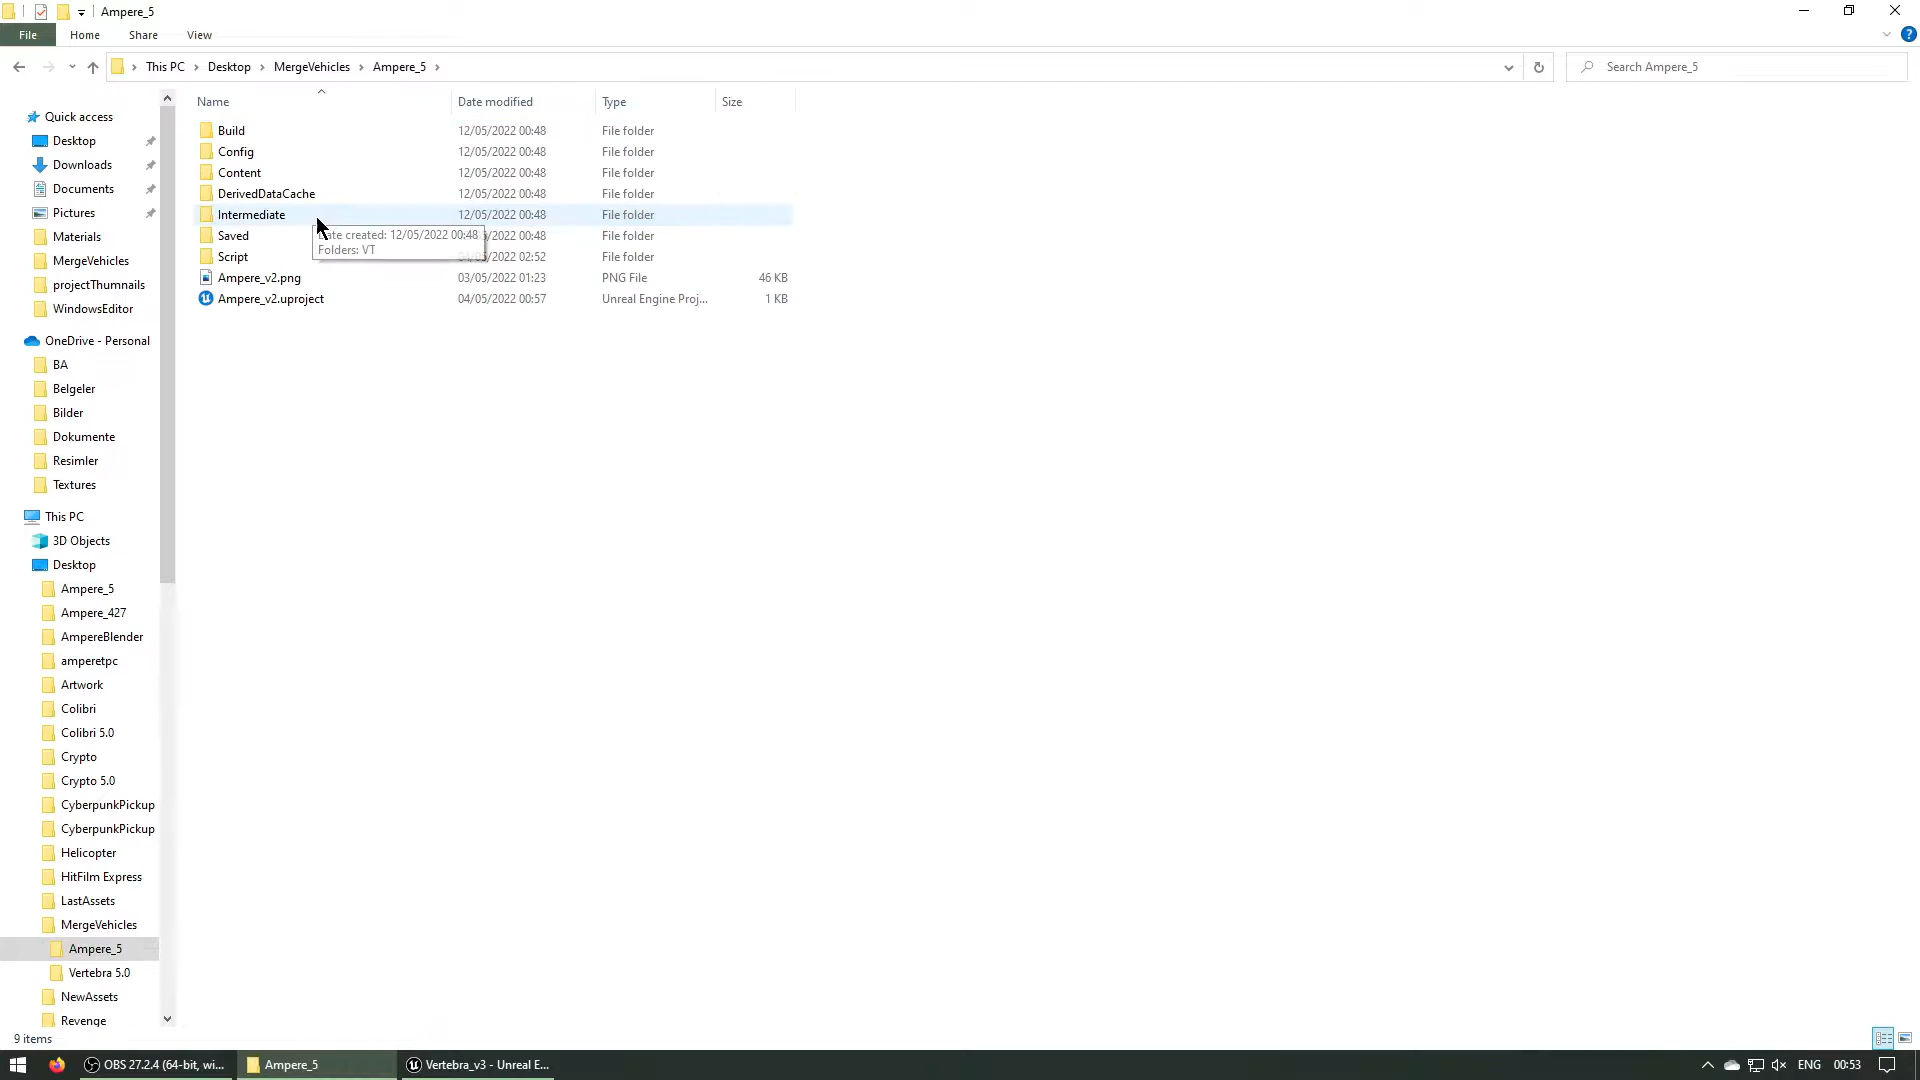 Ampere_5
File Home Share View
This PC Desktop MergeVehicles Ampere_5
Search Ampere_5
Name Date modified Type Size
Build 12/05/2022 00:48 File folder
Config 12/05/2022 00:48 File folder
Content 12/05/2022 00:48 File folder
DerivedDataCache 12/05/2022 00:48 File folder
Intermediate 12/05/2022 00:48 File folder
Saved /2022 00:48 File folder
Script /2022 02:52 File folder
Date created: 12/05/2022 00:48
Folders: VT
Ampere_v2.png 03/05/2022 01:23 PNG File 46 KB
Ampere_v2.uproject 04/05/2022 00:57 Unreal Engine Proj... 1 KB
Quick access
Desktop
Downloads
Documents
Pictures
Materials
MergeVehicles
projectThumnails
WindowsEditor
OneDrive - Personal
BA
Belgeler
Bilder
Dokumente
Resimler
Textures
This PC
3D Objects
Desktop
Ampere_5
Ampere_427
AmpereBlender
amperetpc
Artwork
Colibri
Colibri 5.0
Crypto
Crypto 5.0
CyberpunkPickup
CyberpunkPickup
Helicopter
HitFilm Express
LastAssets
MergeVehicles
Ampere_5
Vertebra 5.0
NewAssets
Revenge
9 items
OBS 27.2.4 (64-bit, wi... Ampere_5 Vertebra_v3 - Unreal E... ENG 00:53